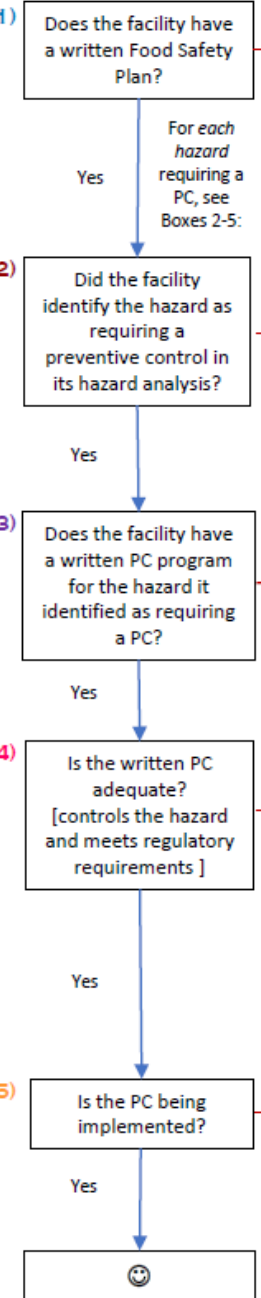 1)
Does the facility have
a written Food Safety
Plan?
Yes
For each
hazard
requiring a
PC, see
Boxes 2-5:
2)
Did the facility
identify the hazard as
requiring a
preventive control in
its hazard analysis?
Yes
3)
Does the facility have
a written PC program
for the hazard it
identified as requiring
a PC?
Yes
4)
Is the written PC
adequate?
[controls the hazard
and meets regulatory
requirements ]
Yes
5)
Is the PC being
implemented?
Yes
☺